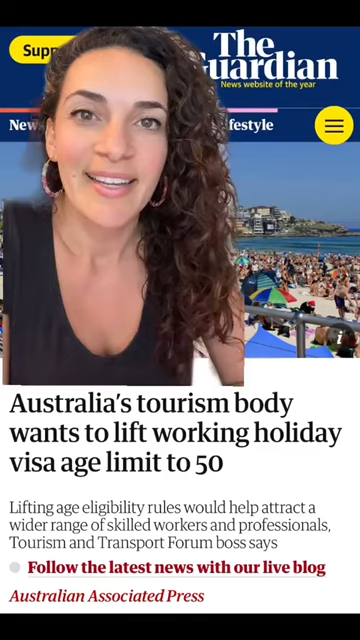 Supp
The
Guardian
News website of the year
New
festyle
Australia's tourism body
wants to lift working holiday
visa age limit to 50
Lifting age eligibility rules would help attract a
wider range of skilled workers and professionals,
Tourism and Transport Forum boss says
Follow the latest news with our live blog
Australian Associated Press